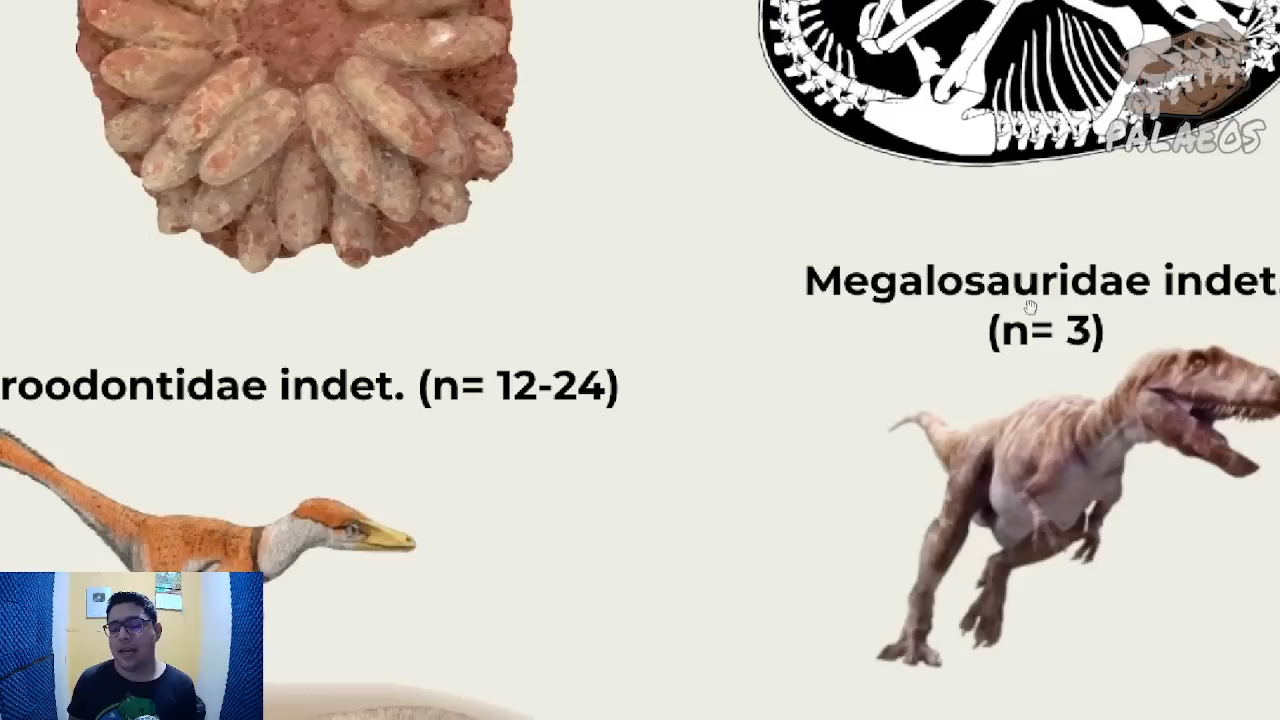 PALAEOS
Megalosauridae indet.
(n= 3)
roodontidae indet. (n= 12-24)